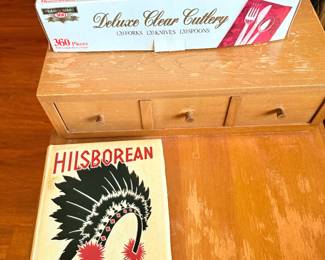 Deluxe Clear Cutlery
360 Pieces
120 FORKS 120 KNIVES 120 SPOONS
HILSBOREAN